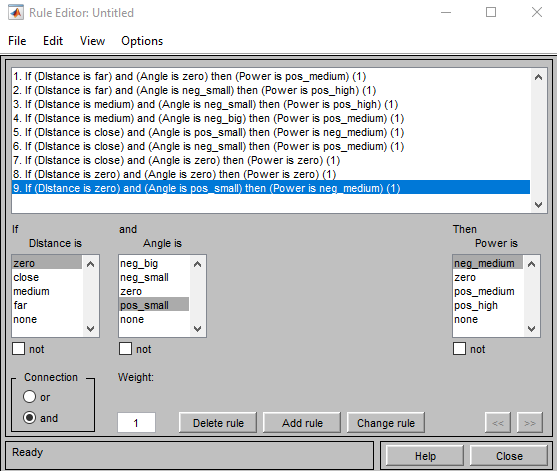 Rule Editor: Untitled
File Edit View Options
1. If (DIstance is far) and (Angle is zero) then (Power is pos_medium) (1)
2. If (DIstance is far) and (Angle is neg_small) then (Power is pos_high) (1)
3. If (DIstance is medium) and (Angle is neg_small) then (Power is pos_high) (1)
4. If (DIstance is medium) and (Angle is neg_big) then (Power is pos_medium) (1)
5. If (DIstance is close) and (Angle is pos_small) then (Power is neg_medium) (1)
6. If (DIstance is close) and (Angle is neg_small) then (Power is pos_medium) (1)
7. If (DIstance is close) and (Angle is zero) then (Power is zero) (1)
8. If (DIstance is zero) and (Angle is zero) then (Power is zero) (1)
9. If (DIstance is zero) and (Angle is pos_small) then (Power is neg_medium) (1)
If and Then
DIstance is Angle is Power is
zero neg_big neg_medium
close neg_small zero
medium zero pos_medium
far pos_small pos_high
none none none
not not not
Connection Weight:
or
and 1 Delete rule Add rule Change rule << >>
Ready Help Close